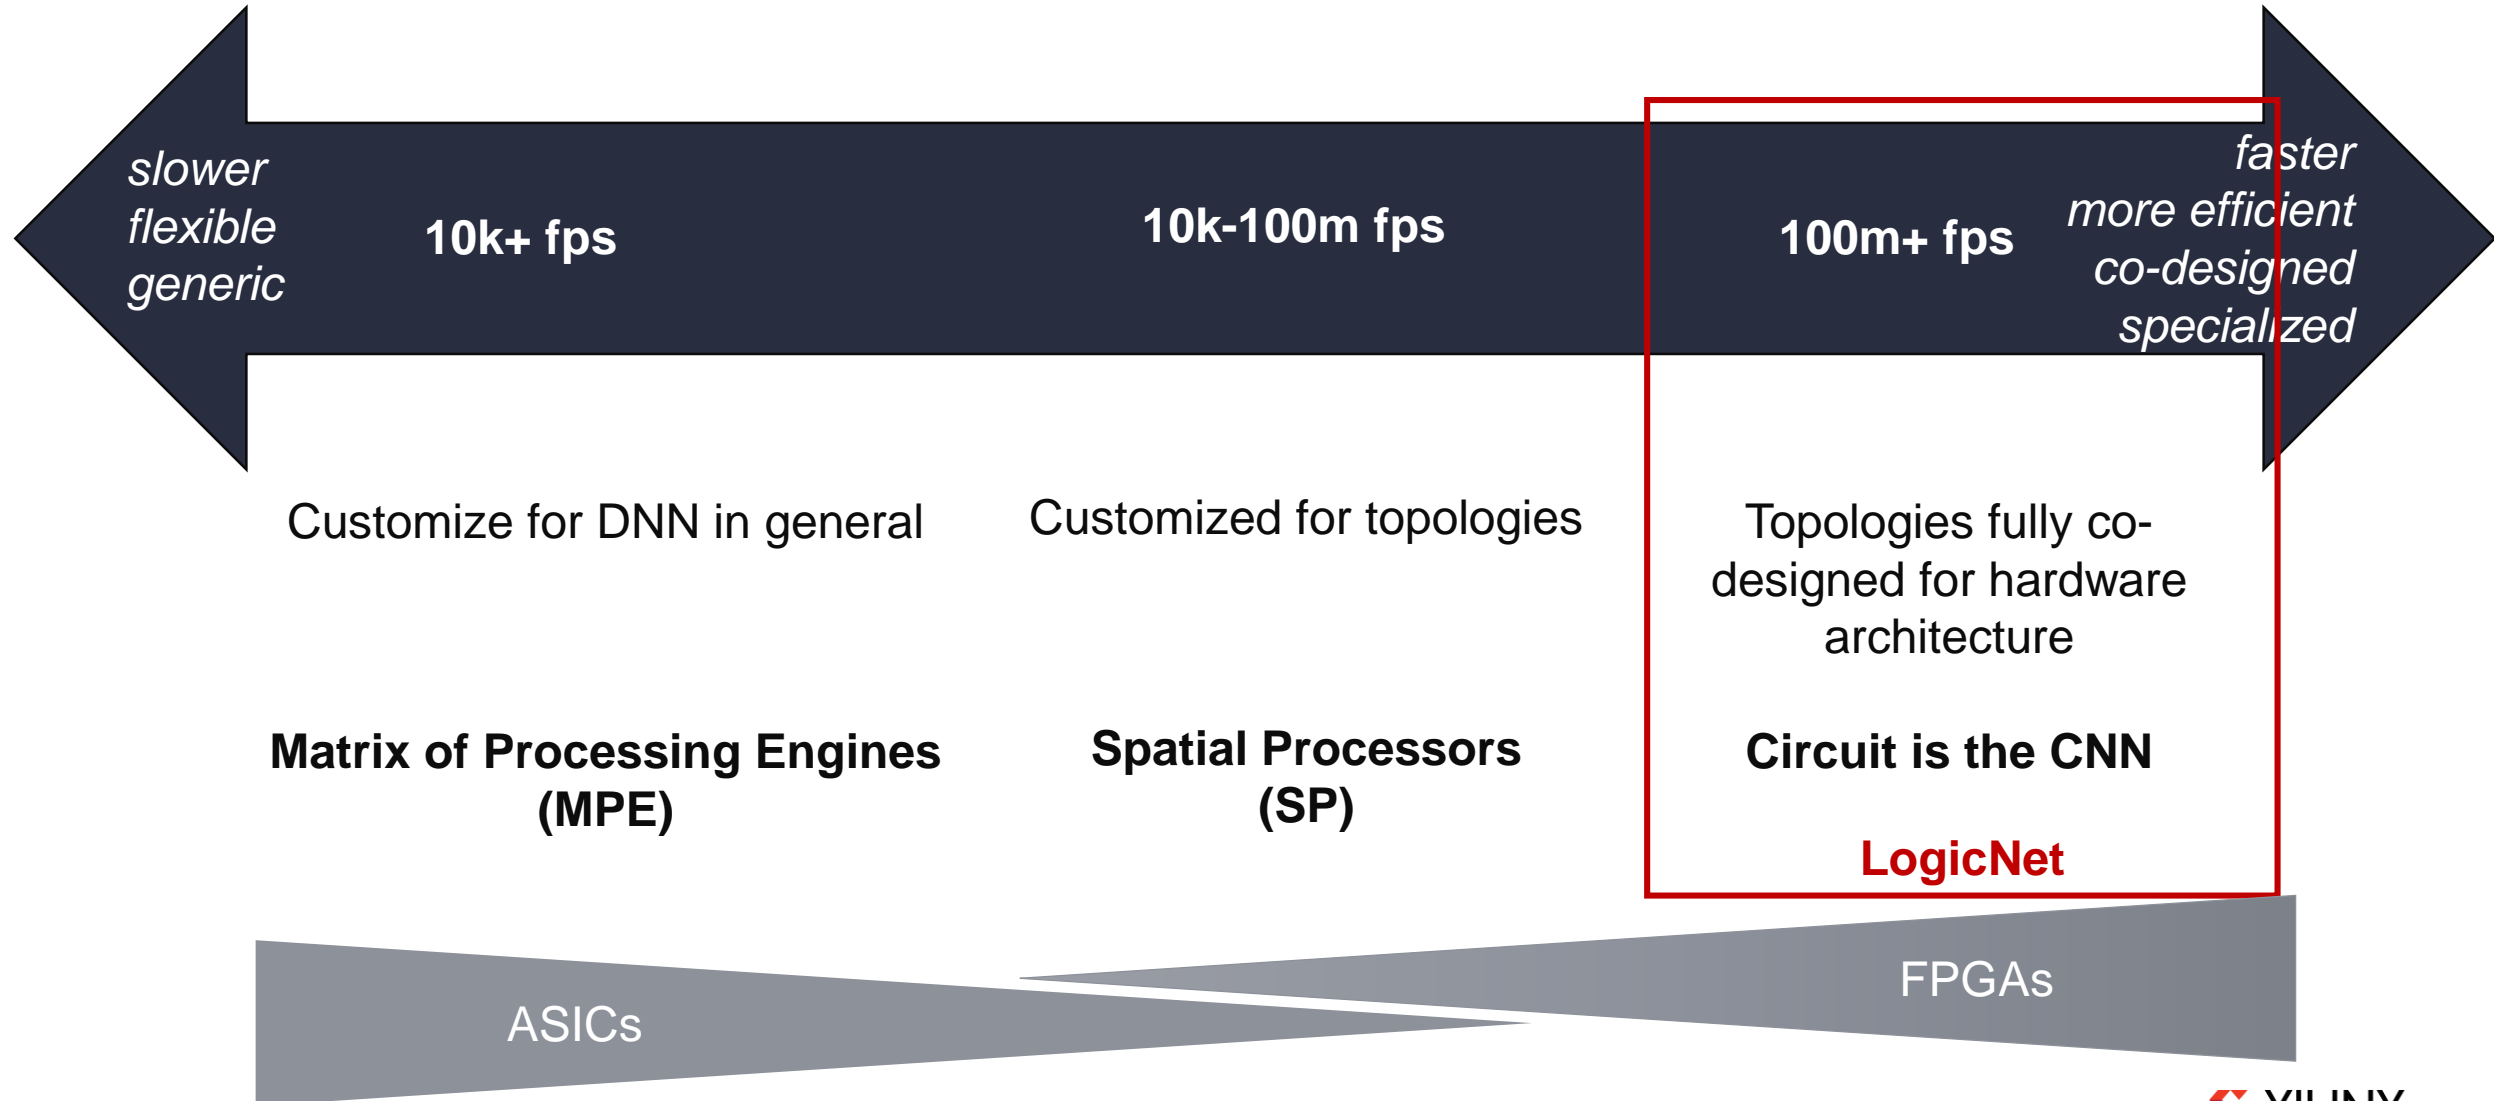 slower
flexible
generic
10k+ fps
10k-100m fps
100m+ fps
faster
more efficient
co-designed
specialized
Customize for DNN in general
Customized for topologies
Topologies fully co-
designed for hardware
architecture
Matrix of Processing Engines
(MPE)
Spatial Processors
(SP)
Circuit is the CNN
LogicNet
ASICs
FPGAs